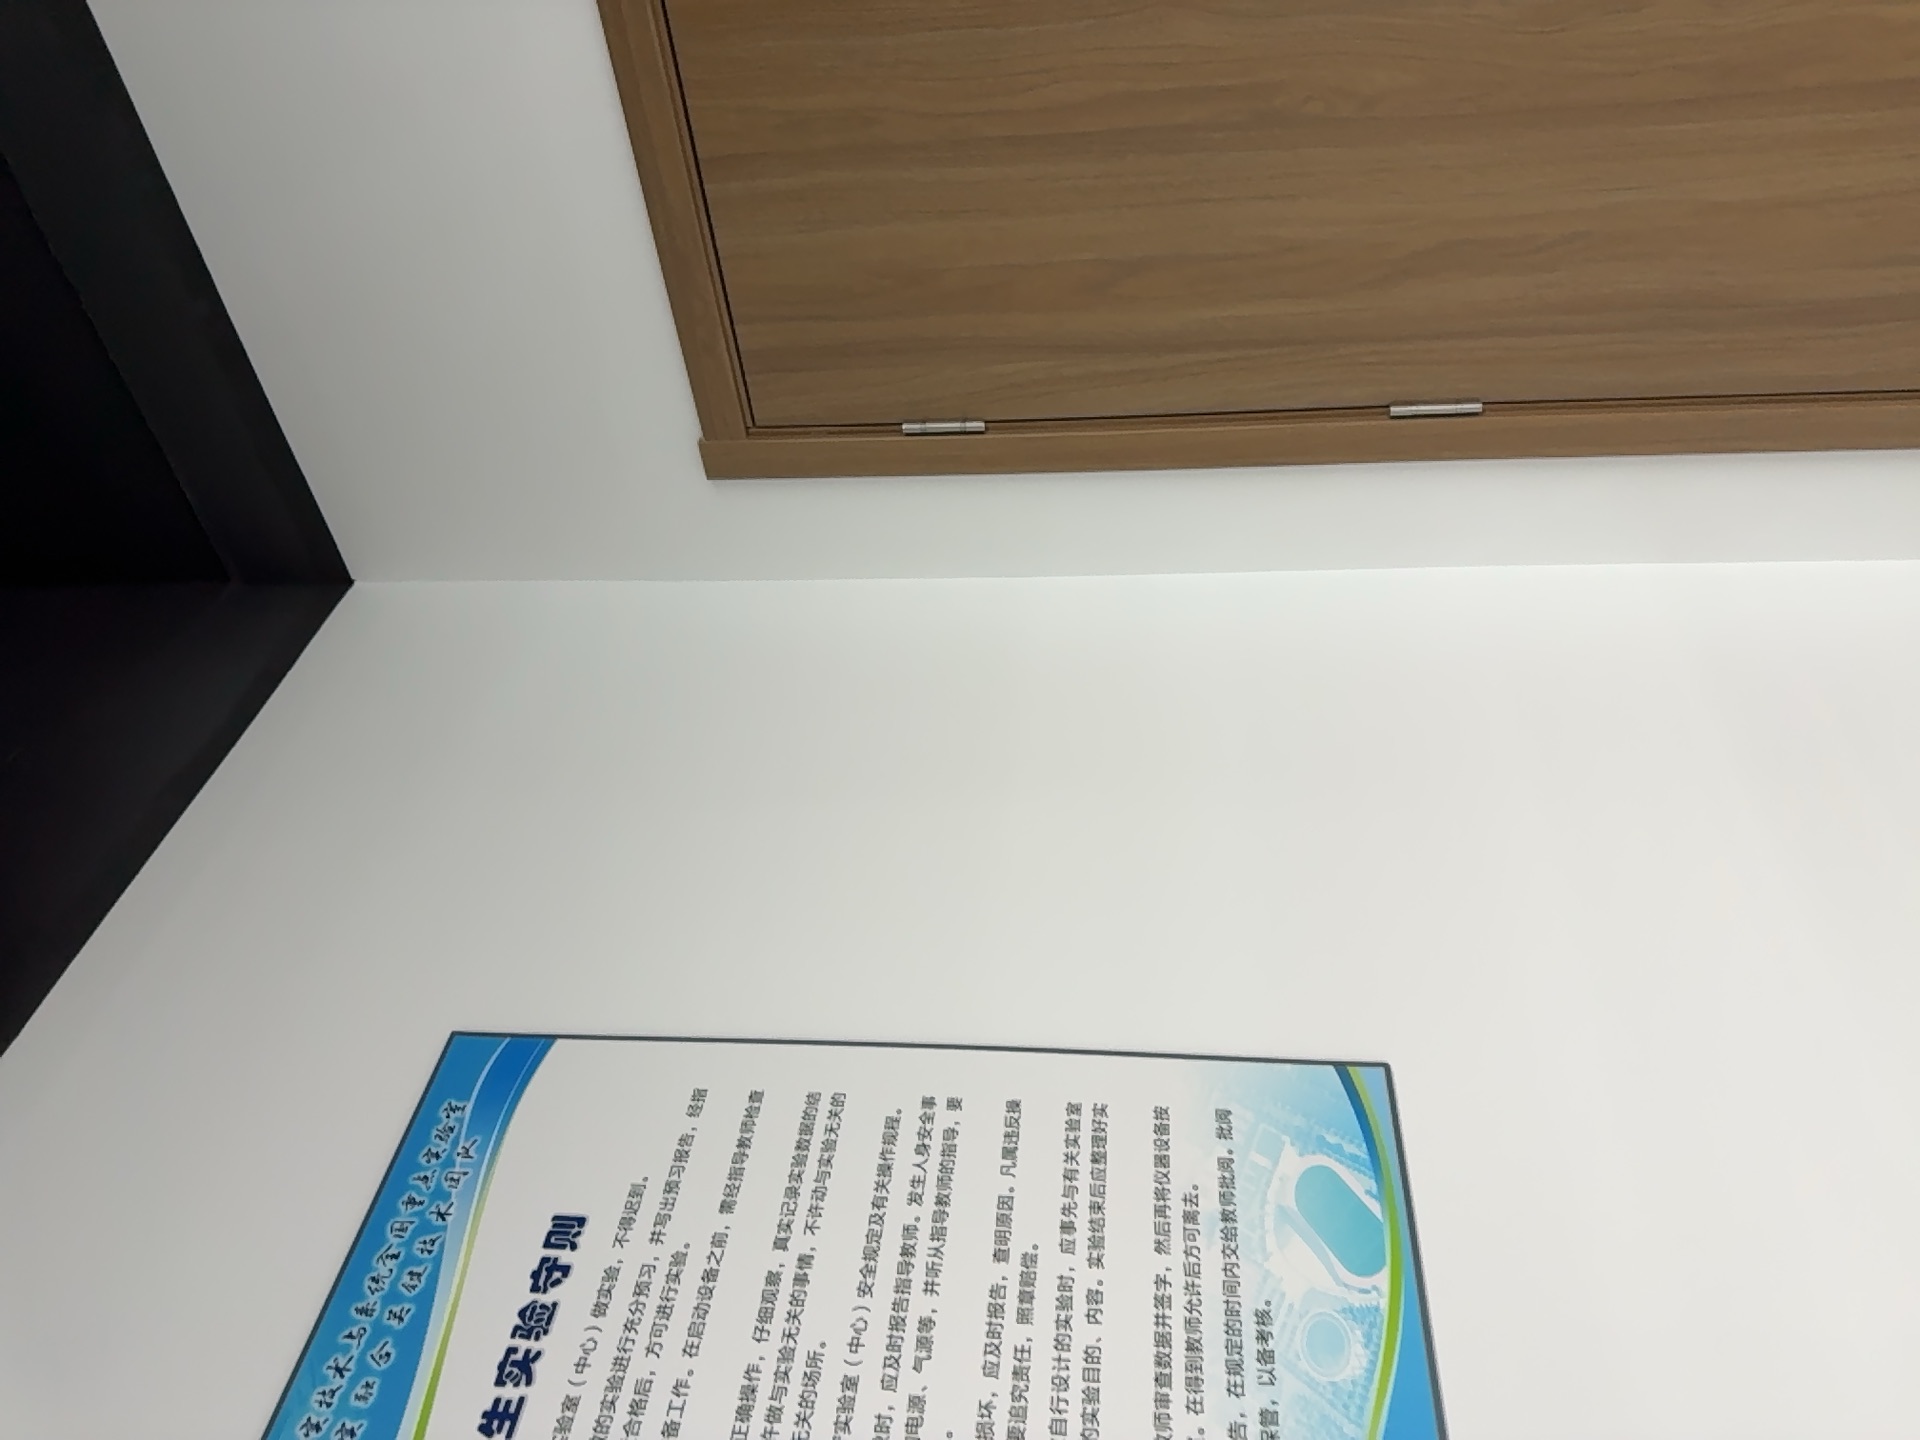 实技术与系统全国重点实验室
实融合关键技术团队
生实验守则
实验室（中心）做实验，不得迟到。
做的实验进行充分预习，并写出预习报告，经指
合格后，方可进行实验。
备工作。在启动设备之前，需经指导教师检查
正确操作，仔细观察，真实记录实验数据的结
许做与实验无关的事情，不许动与实验无关的
无关的场所。
守实验室（中心）安全规定及有关操作规程。
象时，应及时报告指导教师。发生人身安全事
电源、气源等，并听从指导教师的指导，要
。
损坏，应及时报告，查明原因。凡属违反操
要追究责任，照章赔偿。
自行设计的实验时，应事先与有关实验室
的实验目的、内容。实验结束后应整理好实
教师审查数据并签字，然后再将仪器设备按
。在得到教师允许后方可离去。
告，在规定的时间内交给教师批阅。批阅
保管，以备考核。